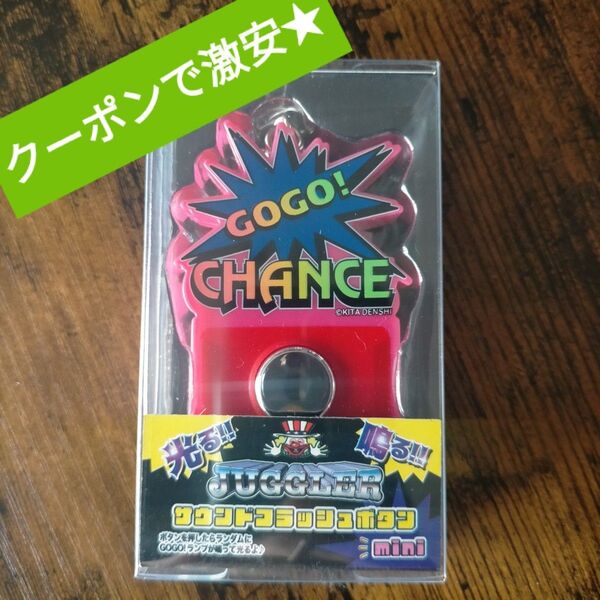 クーポンで激安★
GOGO!
CHANCE
©KITA DENSHI
光る!!
鳴る!!
JUGGLER
サウンドフラッシュボタン
mini
ボタンを押したらランダムに
GOGO!ランプが鳴って光るよ♪